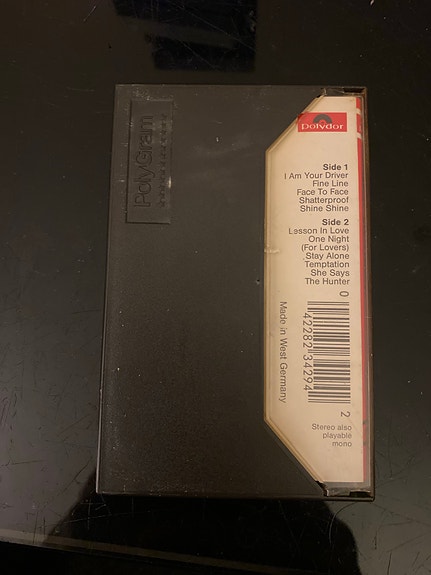 PolyGram
Polydor
Side 1
I Am Your Driver
Fine Line
Face To Face
Shatterproof
Shine Shine
Side 2
Lesson In Love
One Night
(For Lovers)
Stay Alone
Temptation
She Says
The Hunter
0
42282 34294
2
Made in West Germany
Stereo also
playable
mono